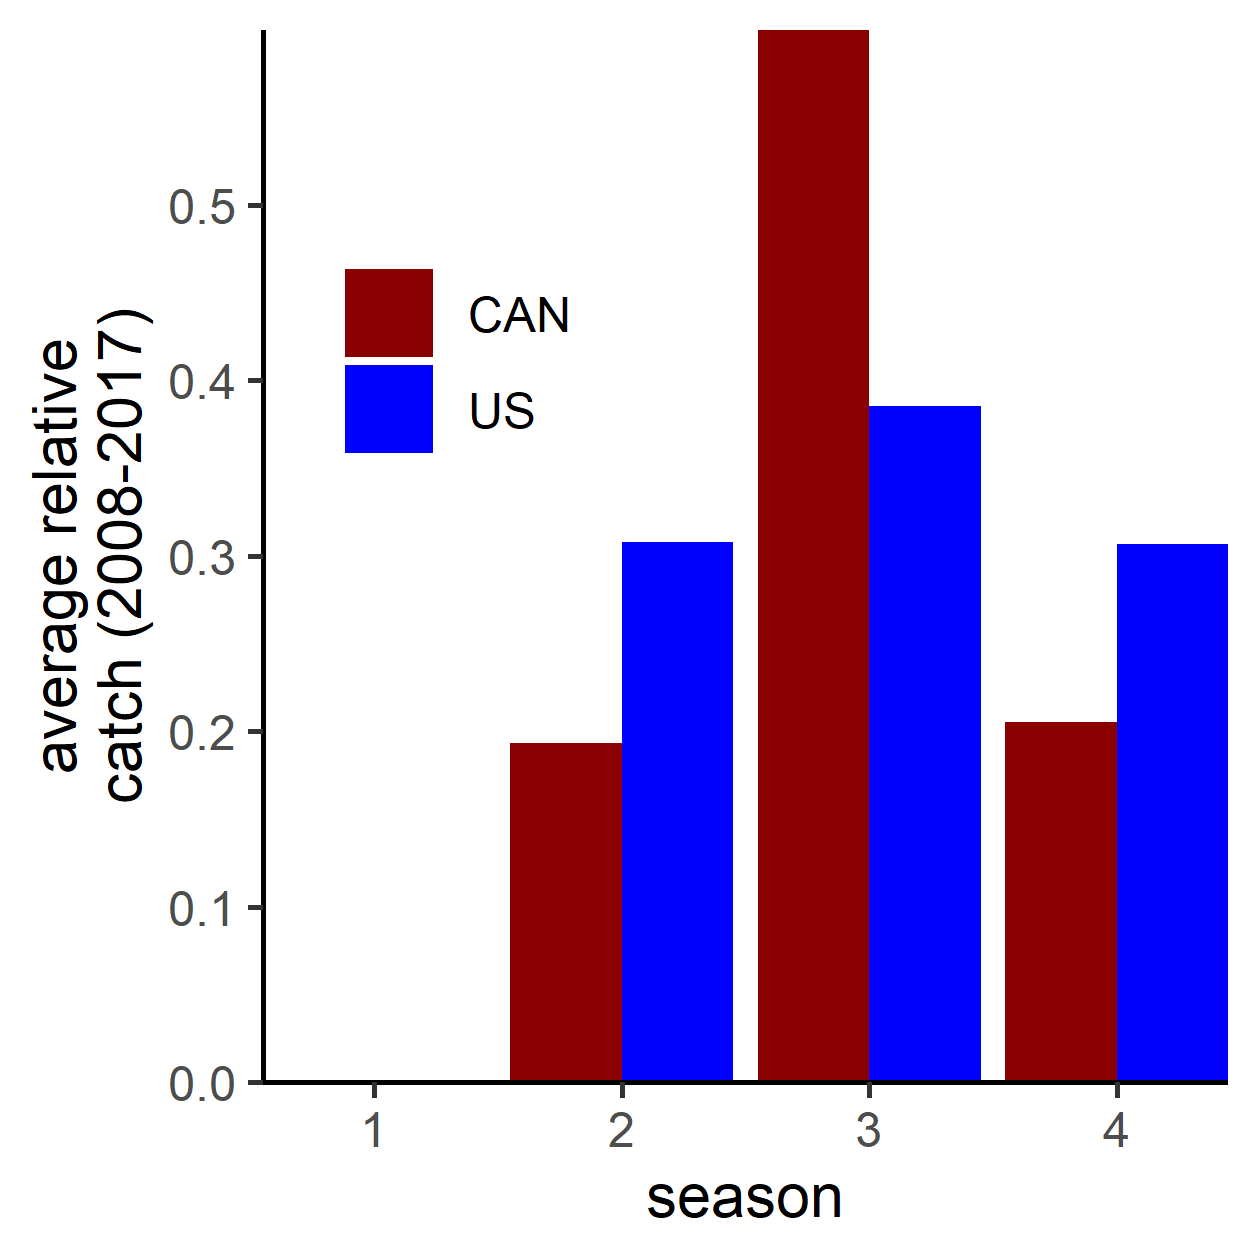 average relative
catch (2008-2017)
0.5
0.4
0.3
0.2
0.1
0.0
CAN
US
1 2 3 4
season